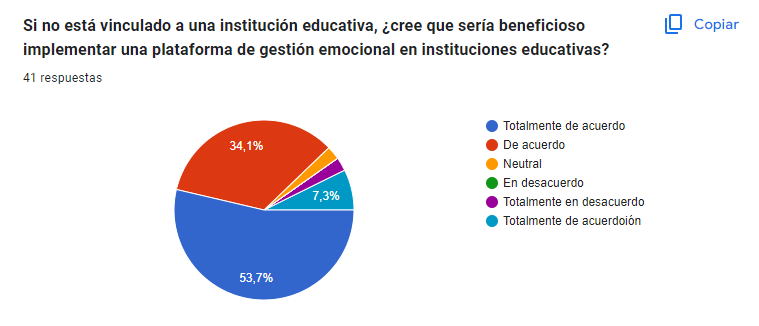 Si no está vinculado a una institución educativa, ¿cree que sería beneficioso
implementar una plataforma de gestión emocional en instituciones educativas?
Copiar
41 respuestas
34,1%
7,3%
53,7%
Totalmente de acuerdo
De acuerdo
Neutral
En desacuerdo
Totalmente en desacuerdo
Totalmente de acuerdoión